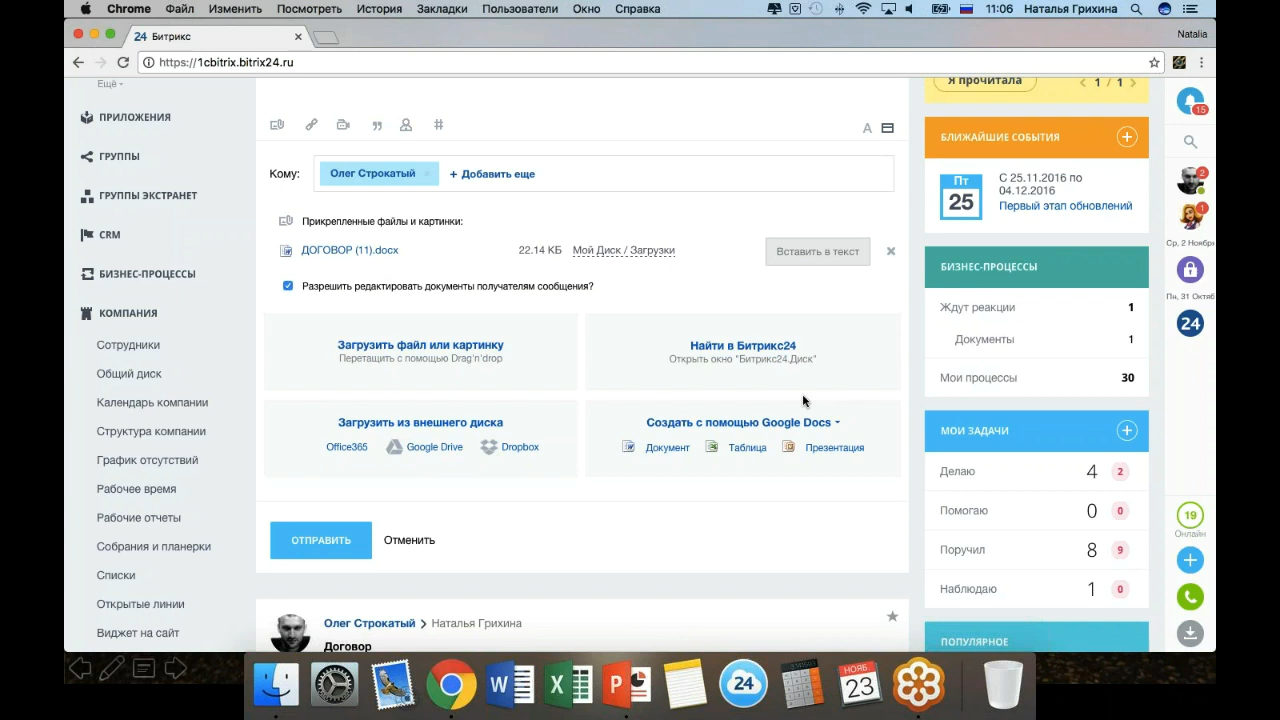 Chrome Файл Изменить Посмотреть История Закладки Пользователи Окно Справка 11:06 Наталья Грихина
24 Битрикс
Natalia
https://1cbitrix.bitrix24.ru
Ещё
ПРИЛОЖЕНИЯ
ГРУППЫ
ГРУППЫ ЭКСТРАНЕТ
CRM
БИЗНЕС-ПРОЦЕССЫ
КОМПАНИЯ
Сотрудники
Общий диск
Календарь компании
Структура компании
График отсутствий
Рабочее время
Рабочие отчеты
Собрания и планерки
Списки
Открытые линии
Виджет на сайт
A
Кому: Олег Строкатый × + Добавить еще
Прикрепленные файлы и картинки:
ДОГОВОР (11).docx 22.14 КБ Мой Диск / Загрузки Вставить в текст
Разрешить редактировать документы получателям сообщения?
Загрузить файл или картинку
Перетащить с помощью Drag'n'drop
Найти в Битрикс24
Открыть окно "Битрикс24.Диск"
Загрузить из внешнего диска
Office365 Google Drive Dropbox
Создать с помощью Google Docs
Документ Таблица Презентация
ОТПРАВИТЬ Отменить
Олег Строкатый > Наталья Грихина
Договор
Я прочитала
< 1 / 1 >
БЛИЖАЙШИЕ СОБЫТИЯ
Пт
25
С 25.11.2016 по
04.12.2016
Первый этап обновлений
БИЗНЕС-ПРОЦЕССЫ
Ждут реакции 1
Документы 1
Мои процессы 30
МОИ ЗАДАЧИ
Делаю 4 2
Помогаю 0 0
Поручил 8 9
Наблюдаю 1 0
ПОПУЛЯРНОЕ
15
2
1
Ср, 2 Ноября
Пн, 31 Октяб
24
19
Онлайн
W X P 24
НОЯБ.
23